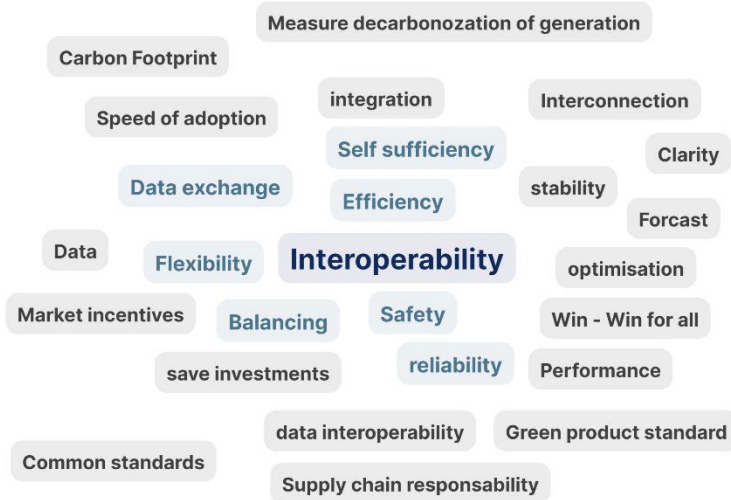 Measure decarbonozation of generation
Carbon Footprint
integration
Interconnection
Speed of adoption
Self sufficiency
Clarity
Data exchange
Efficiency
stability
Forcast
Data
Flexibility
Interoperability
optimisation
Market incentives
Balancing
Safety
Win - Win for all
save investments
reliability
Performance
data interoperability
Green product standard
Common standards
Supply chain responsability